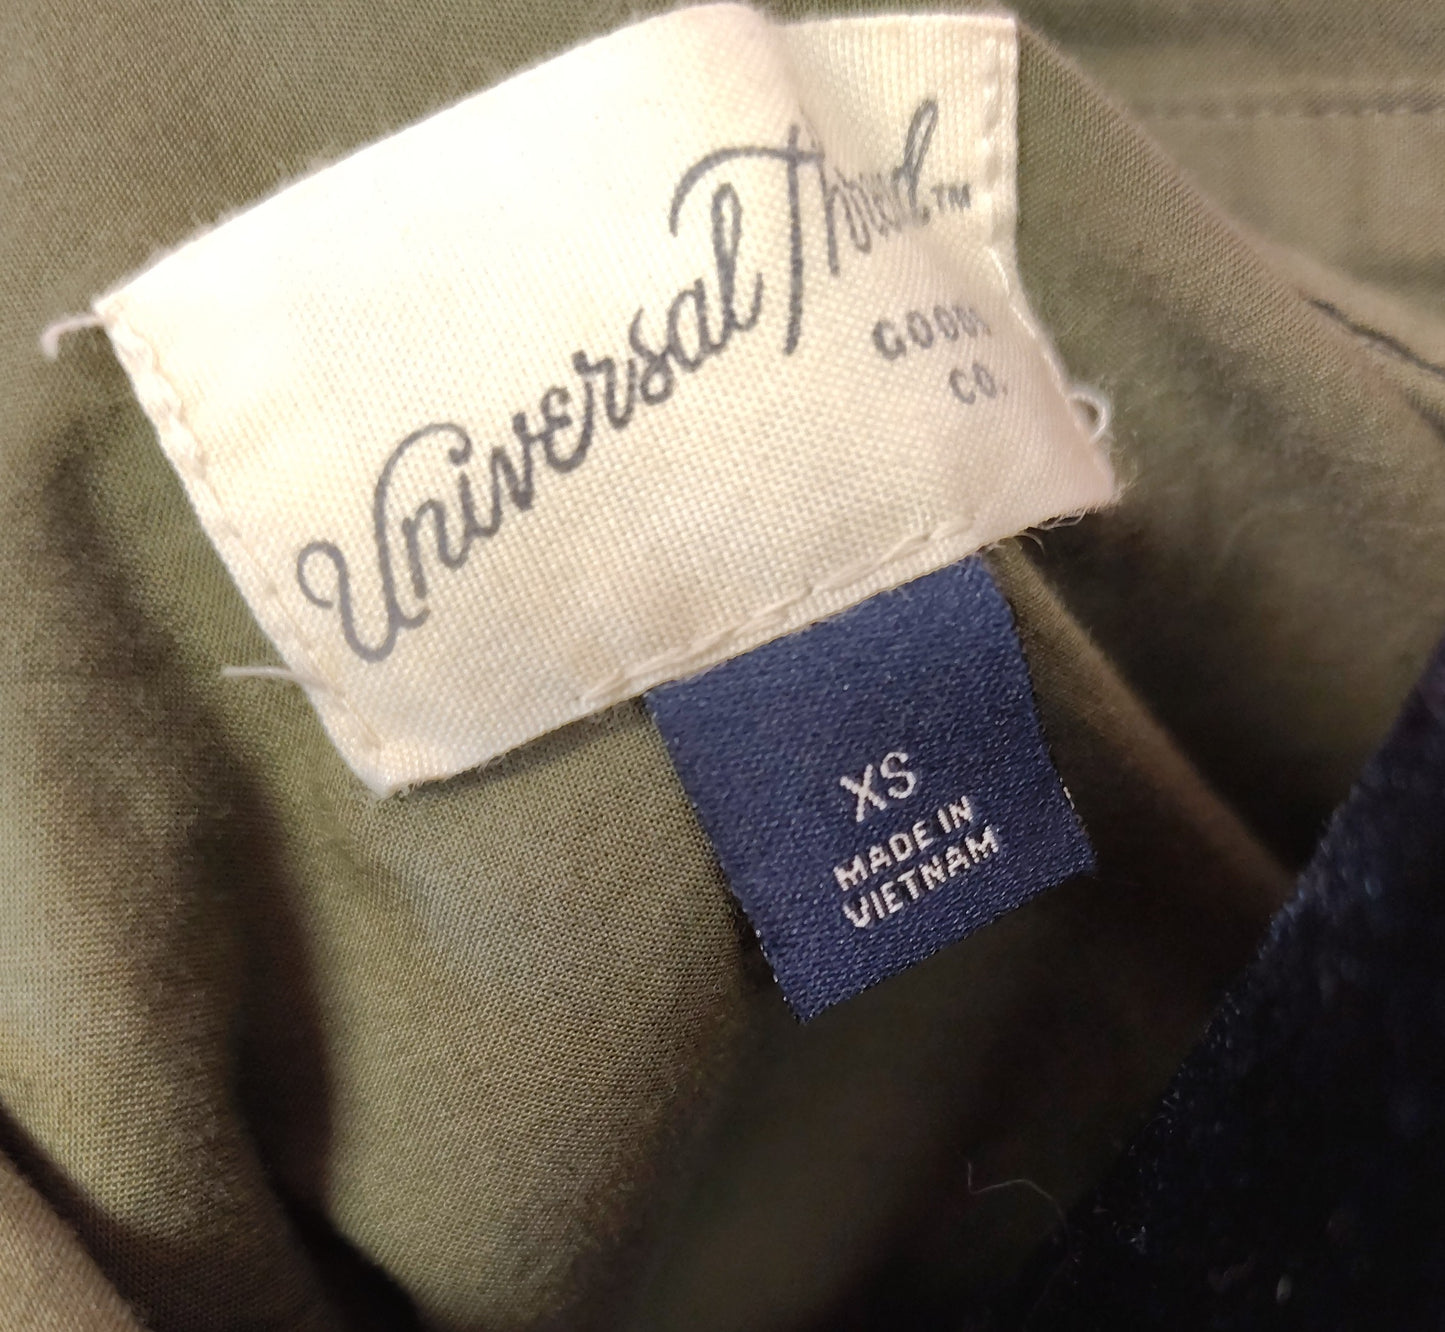 Universal Thread™
GOODS
CO.
XS
MADE IN
VIETNAM